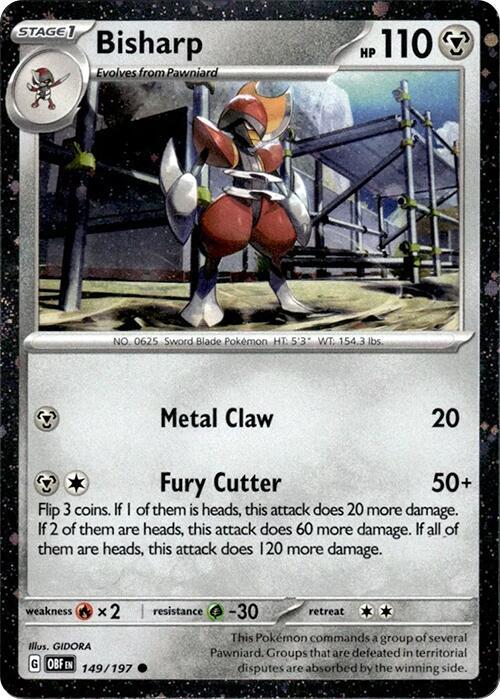 STAGE 1
Bisharp
HP 110
Evolves from Pawniard
NO. 0625 Sword Blade Pokémon HT: 5'3" WT: 154.3 lbs.
Metal Claw 20
Fury Cutter 50+
Flip 3 coins. If 1 of them is heads, this attack does 20 more damage.
If 2 of them are heads, this attack does 60 more damage. If all of
them are heads, this attack does 120 more damage.
weakness ×2 resistance -30 retreat
Illus. GIDORA
G OBF EN 149/197
This Pokémon commands a group of several
Pawniard. Groups that are defeated in territorial
disputes are absorbed by the winning side.